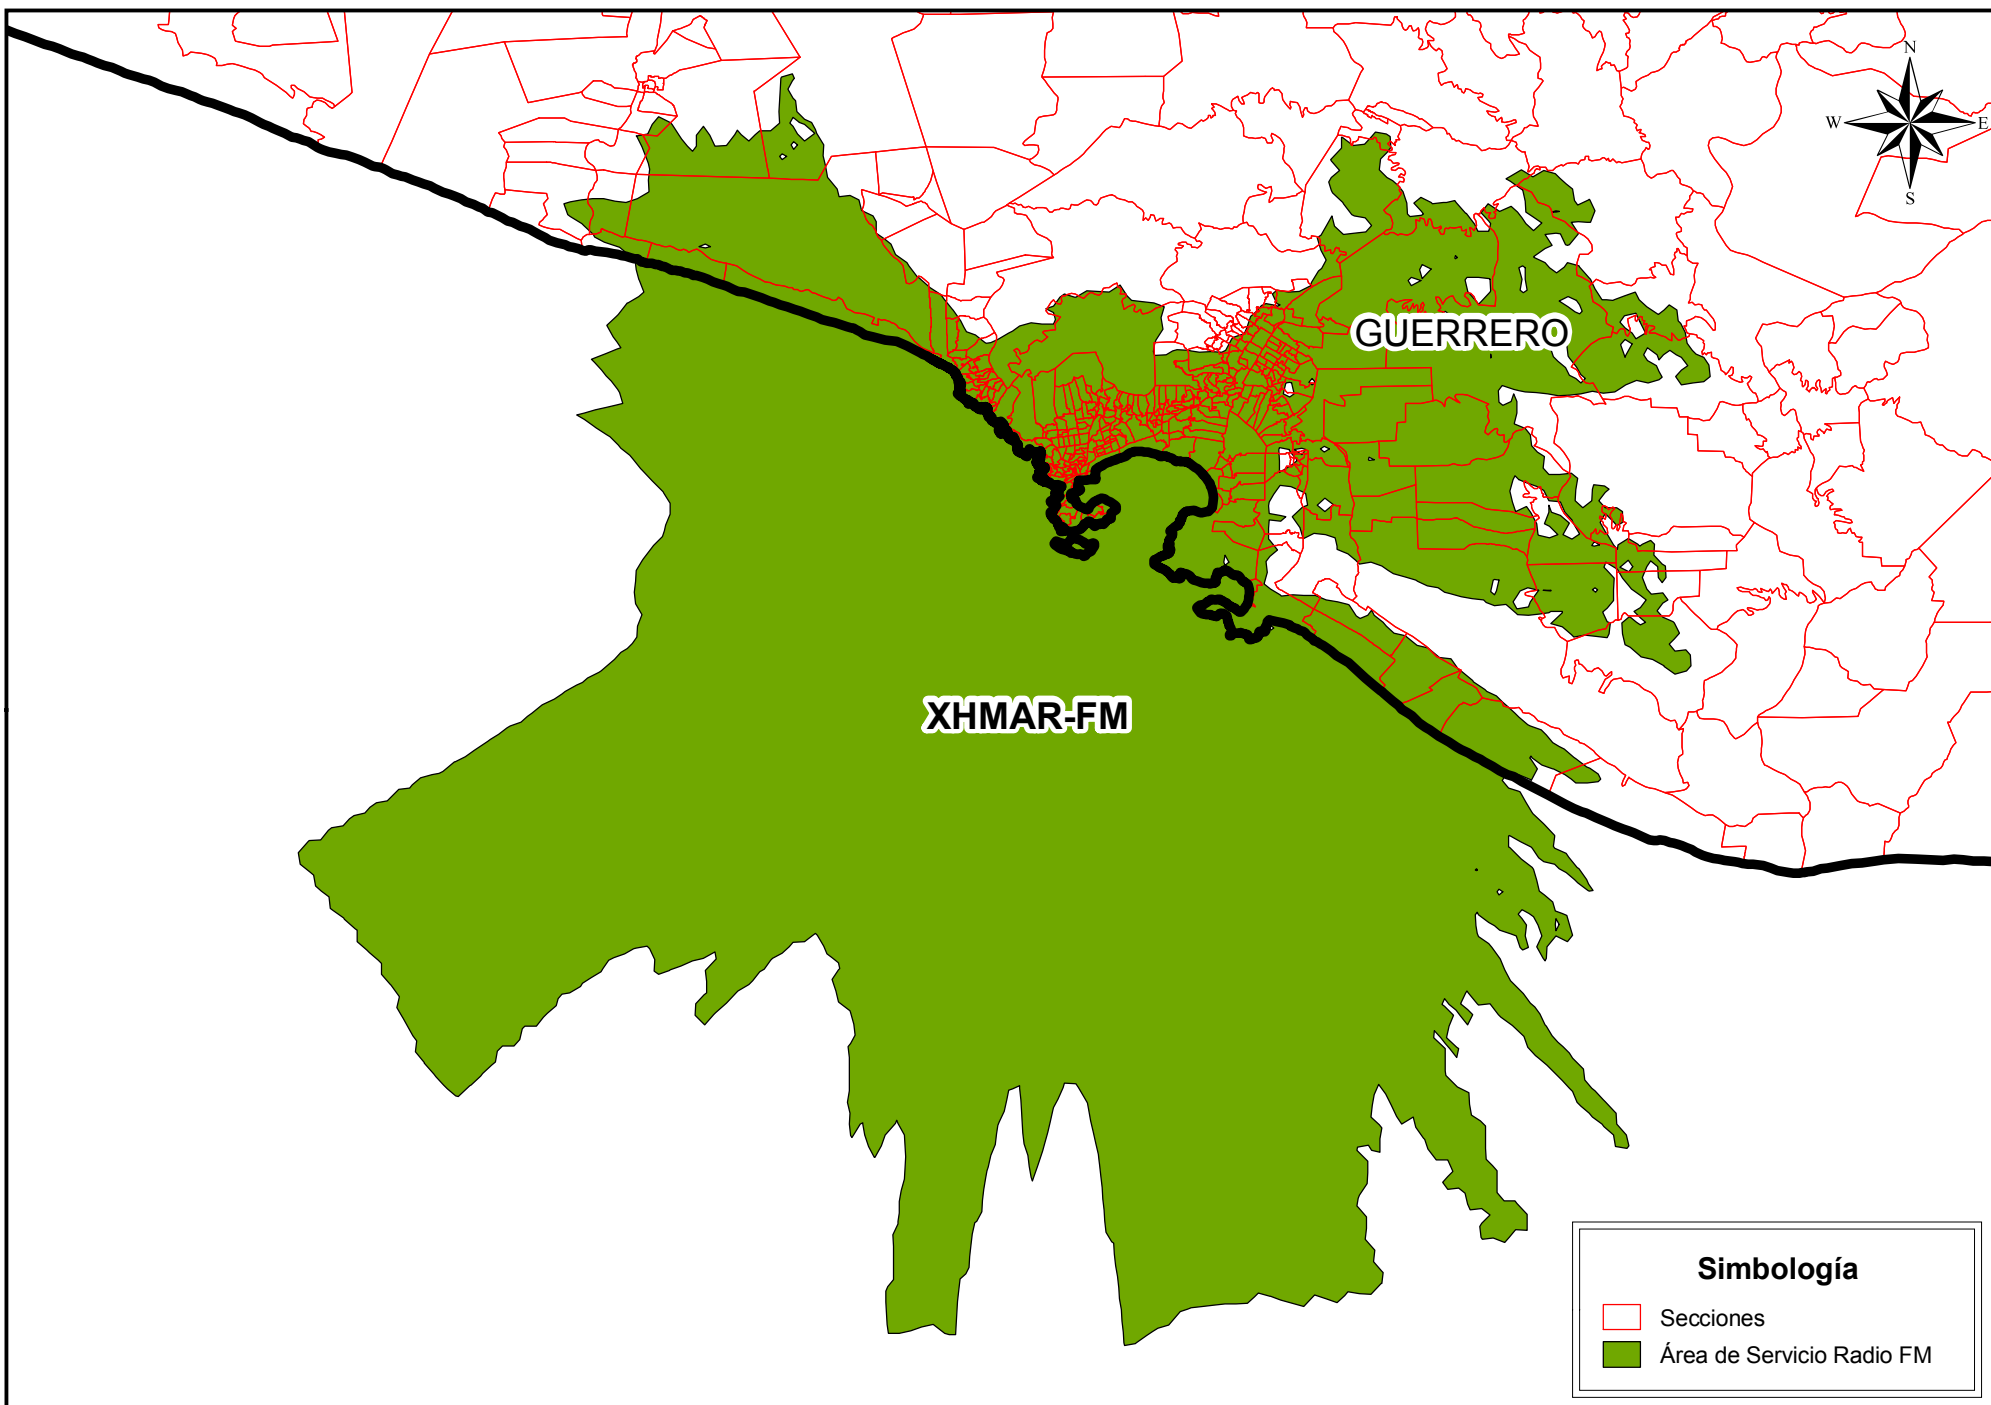 N
W E
S
GUERRERO
XHMAR-FM
Simbología
Secciones
Área de Servicio Radio FM